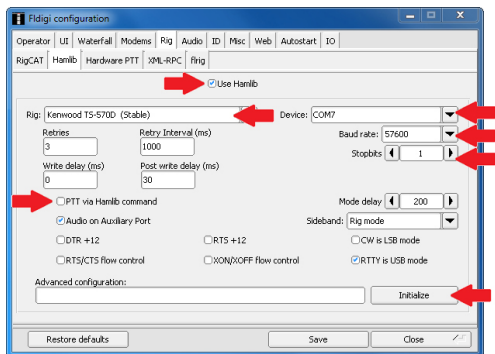 Fldigi configuration
Operator UI Waterfall Modems Rig Audio ID Misc Web Autostart IO
RigCAT Hamlib Hardware PTT XML-RPC flrig
Use Hamlib
Rig: Kenwood TS-570D (Stable) Device: COM7
Retries Retry Interval (ms) Baud rate: 57600
3 1000 Stopbits 1
Write delay (ms) Post write delay (ms)
0 30
PTT via Hamlib command Mode delay 200
Audio on Auxiliary Port Sideband: Rig mode
DTR +12 RTS +12 CW is LSB mode
RTS/CTS flow control XON/XOFF flow control RTTY is USB mode
Advanced configuration:
Initialize
Restore defaults Save Close